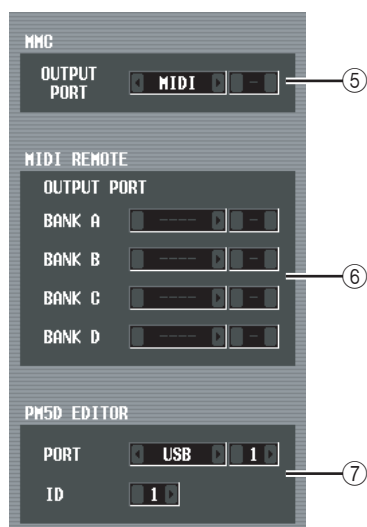 MMC
OUTPUT PORT MIDI - ⑤
MIDI REMOTE
OUTPUT PORT
BANK A ---- -
BANK B ---- -
⑥
BANK C ---- -
BANK D ---- -
PM5D EDITOR
PORT USB 1
⑦
ID 1